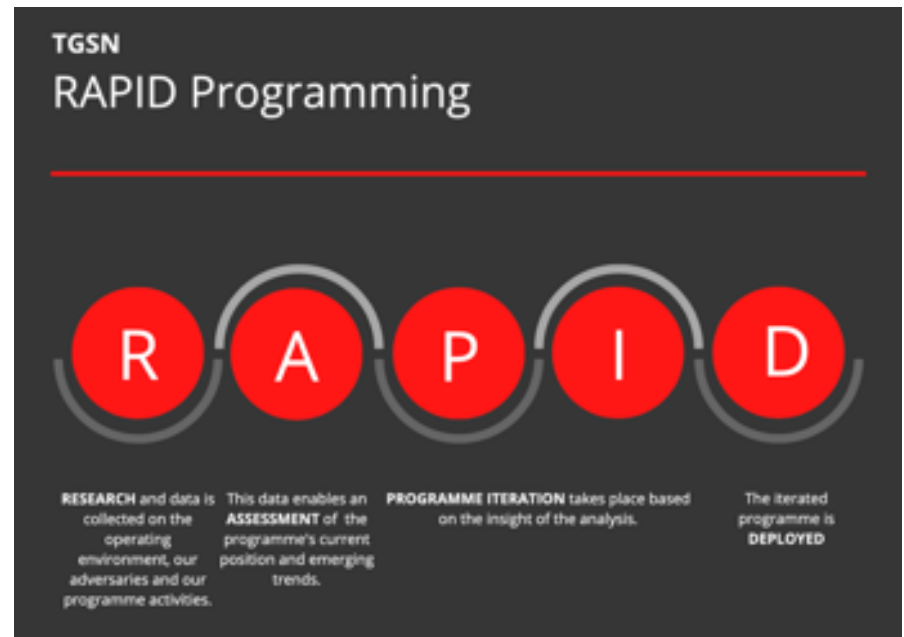 TGSN
RAPID Programming
R A P I D
RESEARCH and data is
collected on the
operating
environment, our
adversaries and our
programme activities.
This data enables an
ASSESSMENT of the
programme's current
position and emerging
trends.
PROGRAMME ITERATION takes place based
on the insight of the analysis.
The iterated
programme is
DEPLOYED